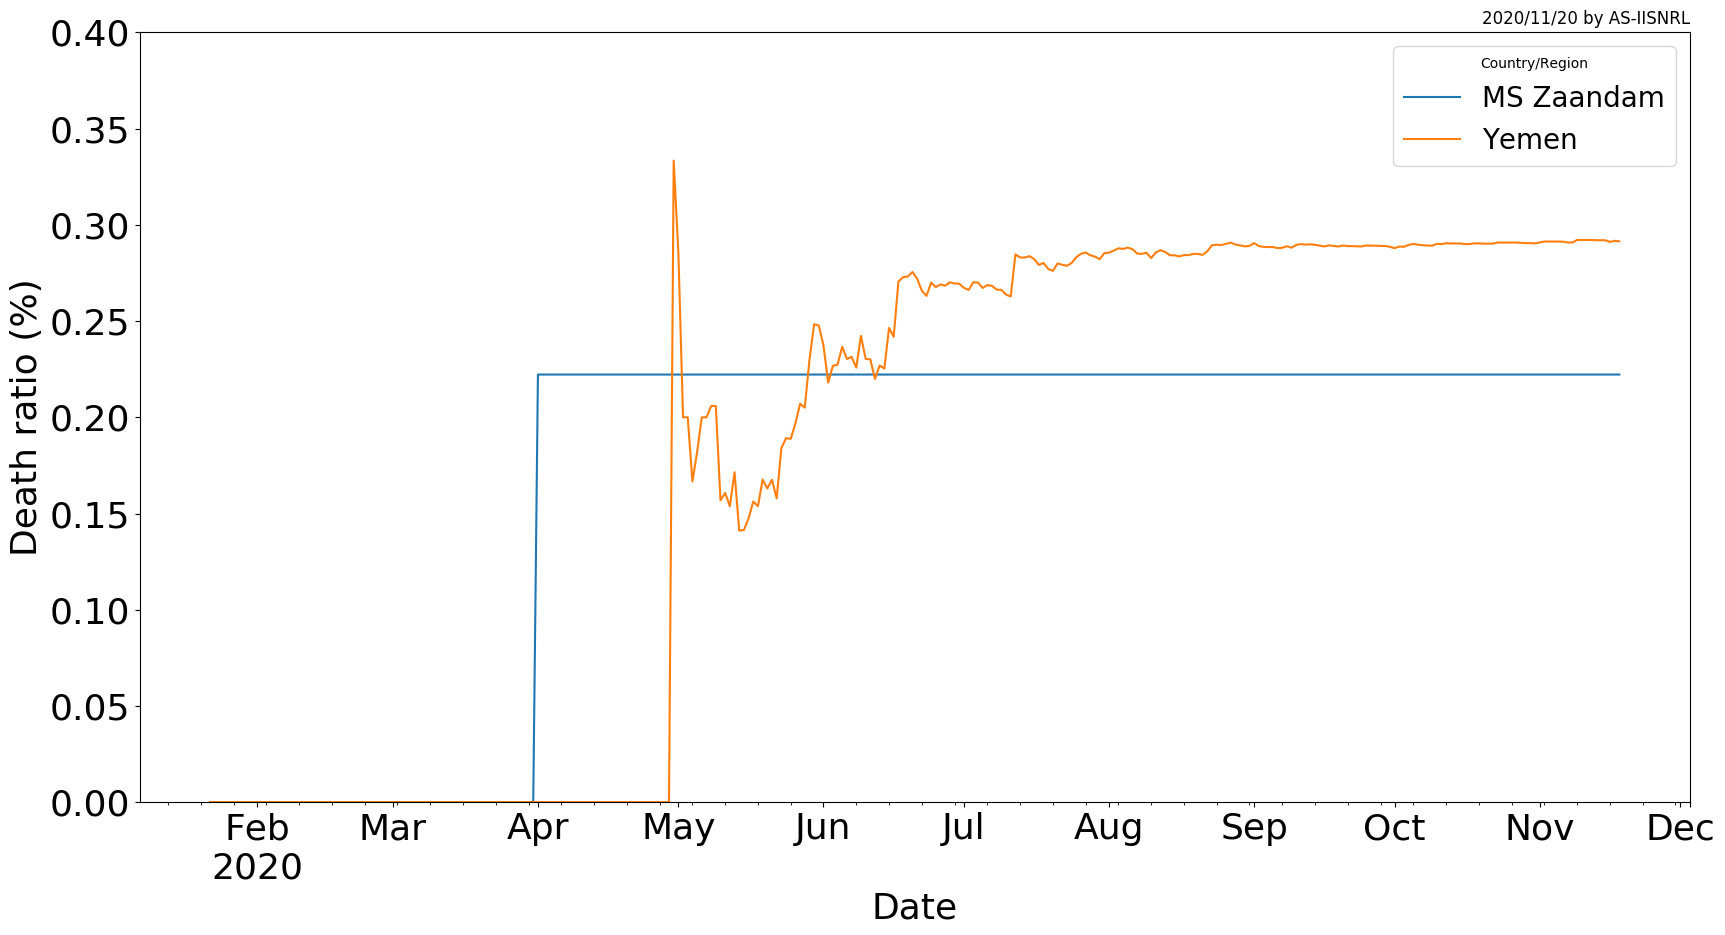 2020/11/20 by AS-IISNRL
0.40
0.35
0.30
0.25
0.20
0.15
0.10
0.05
0.00
Death ratio (%)
Country/Region
MS Zaandam
Yemen
Feb Mar Apr May Jun Jul Aug Sep Oct Nov Dec
2020
Date